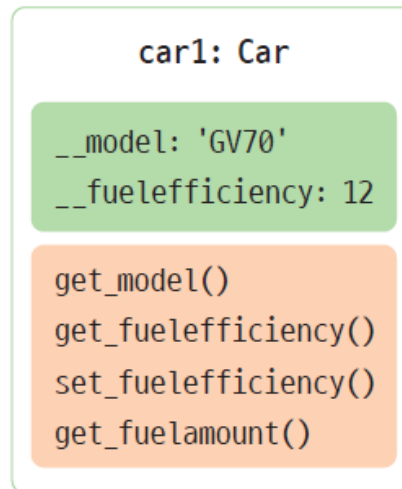 car1: Car
__model: 'GV70'
__fuelefficiency: 12
get_model()
get_fuelefficiency()
set_fuelefficiency()
get_fuelamount()